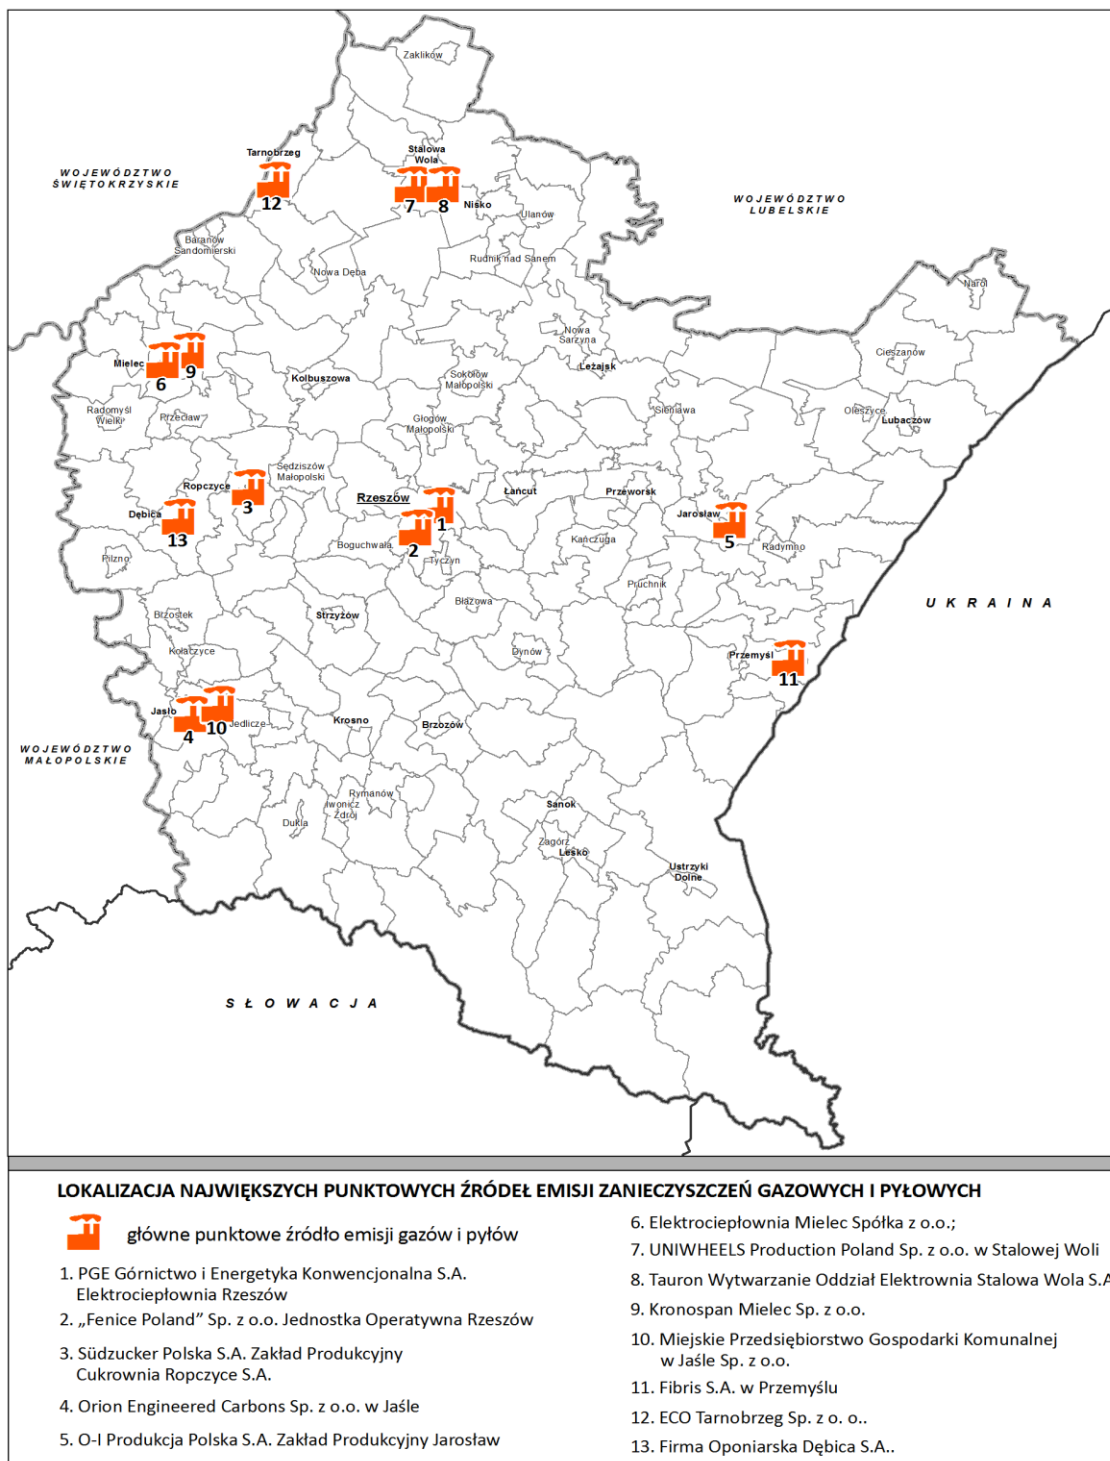 Zaklików
Tarnobrzeg
Stalowa
Wola
WOJEWÓDZTWO
ŚWIĘTOKRZYSKIE
12
7
8
Nisko
Ulanów
WOJEWÓDZTWO
LUBELSKIE
Baranów
Sandomierski
Nowa Dęba
Rudnik nad Sanem
Narol
Nowa
Sarzyna
Cieszanów
Mielec
6
9
Kolbuszowa
Sokołów
Małopolski
Leżajsk
Radomyśl
Wielki
Przecław
Głogów
Małopolski
Sieniawa
Oleszyce
Lubaczów
Ropczyce
3
Sędziszów
Małopolski
Rzeszów
1
Łańcut
Przeworsk
Dębica
13
Jarosław
5
2
Boguchwała
Tyczyn
Kańczuga
Radymno
Pilzno
Pruchnik
Błażowa
UKRAINA
Brzostek
Strzyżów
Kołaczyce
Dynów
Przemyśl
11
Jasło
4
10
Jedlicze
Krosno
Brzozów
WOJEWÓDZTWO
MAŁOPOLSKIE
Rymanów
Iwonicz
Zdrój
Dukla
Sanok
Zagórz
Lesko
Ustrzyki
Dolne
SŁOWACJA
LOKALIZACJA NAJWIĘKSZYCH PUNKTOWYCH ŹRÓDEŁ EMISJI ZANIECZYSZCZEŃ GAZOWYCH I PYŁOWYCH
główne punktowe źródło emisji gazów i pyłów
1. PGE Górnictwo i Energetyka Konwencjonalna S.A.
Elektrociepłownia Rzeszów
2. „Fenice Poland” Sp. z o.o. Jednostka Operatywna Rzeszów
3. Südzucker Polska S.A. Zakład Produkcyjny
Cukrownia Ropczyce S.A.
4. Orion Engineered Carbons Sp. z o.o. w Jaśle
5. O-I Produkcja Polska S.A. Zakład Produkcyjny Jarosław
6. Elektrociepłownia Mielec Spółka z o.o.;
7. UNIWHEELS Production Poland Sp. z o.o. w Stalowej Woli
8. Tauron Wytwarzanie Oddział Elektrownia Stalowa Wola S.A
9. Kronospan Mielec Sp. z o.o.
10. Miejskie Przedsiębiorstwo Gospodarki Komunalnej
w Jaśle Sp. z o.o.
11. Fibris S.A. w Przemyślu
12. ECO Tarnobrzeg Sp. z o. o..
13. Firma Oponiarska Dębica S.A..